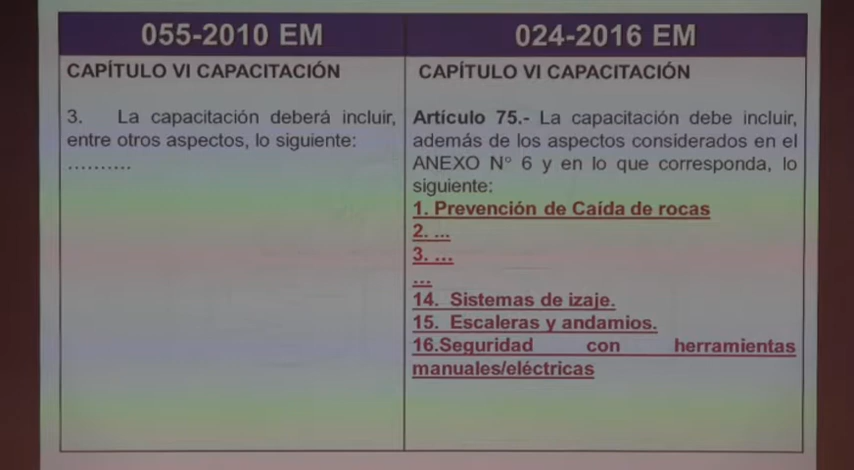 055-2010 EM
024-2016 EM
CAPÍTULO VI CAPACITACIÓN
3. La capacitación deberá incluir,
entre otros aspectos, lo siguiente:
..........
CAPÍTULO VI CAPACITACIÓN
Artículo 75.- La capacitación debe incluir,
además de los aspectos considerados en el
ANEXO N° 6 y en lo que corresponda, lo
siguiente:
1. Prevención de Caída de rocas
2. ...
3. ...
...
14. Sistemas de izaje.
15. Escaleras y andamios.
16.Seguridad con herramientas
manuales/eléctricas